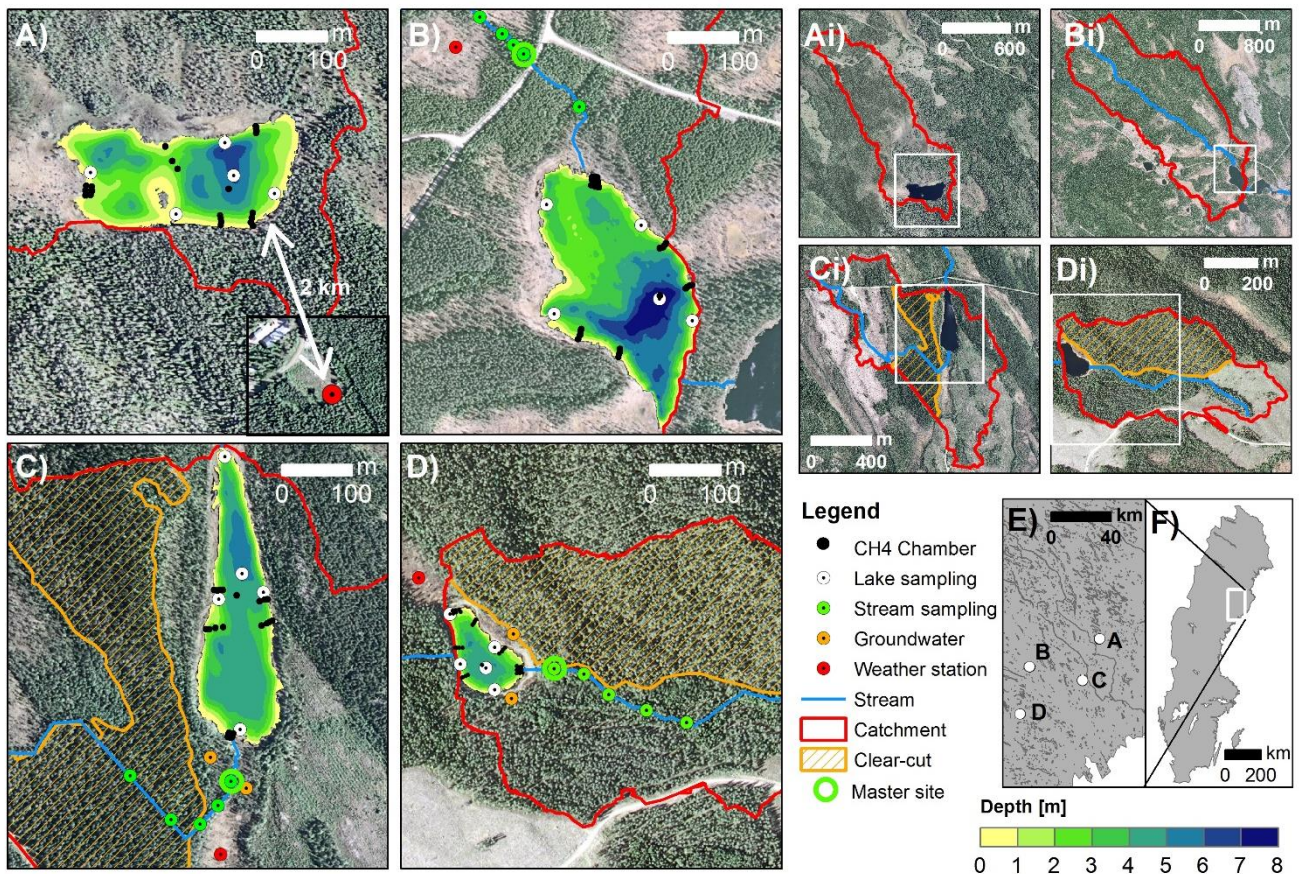 A)
m
0 100
2 km
B)
m
0 100
Ai)
m
0 600
Bi)
m
0 800
Ci)
m
0
400
Di)
m
0 200
C)
m
0 100
D)
m
0 100
Legend
CH4 Chamber
Lake sampling
Stream sampling
Groundwater
Weather station
Stream
Catchment
Clear-cut
Master site
E)
km
0 40
A
B
C
D
F)
km
0 200
Depth [m]
0 1 2 3 4 5 6 7 8